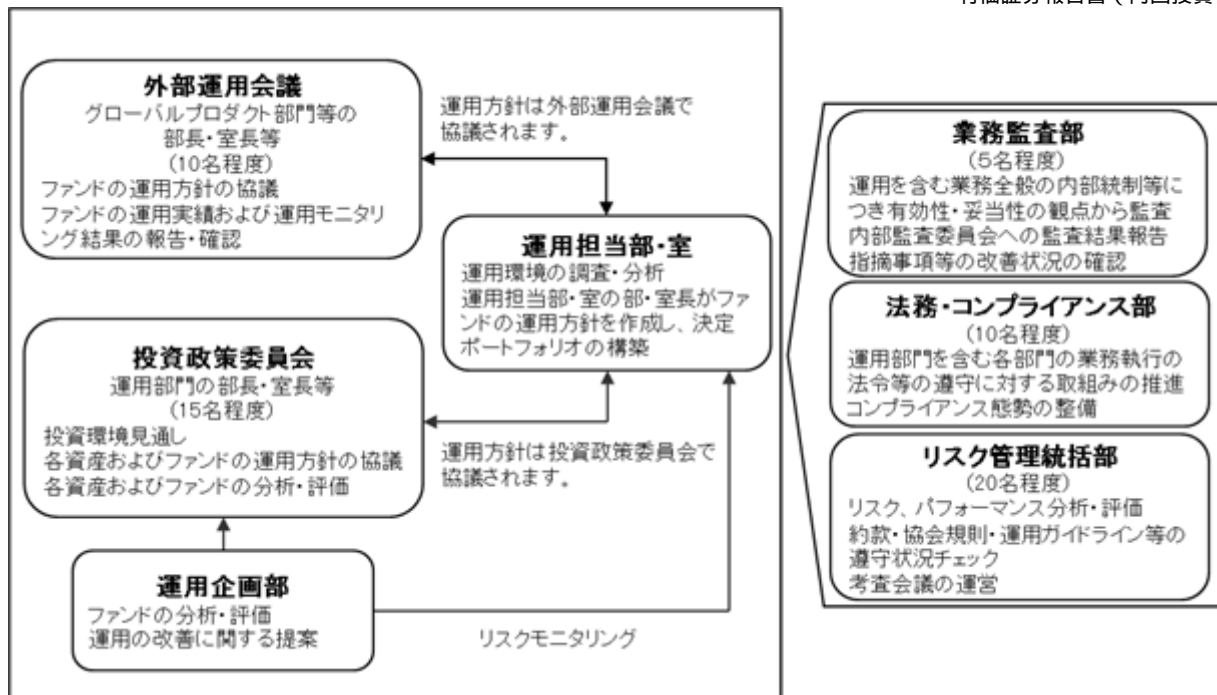 外部運用会議
グローバルプロダクト部門等の
部長・室長等
(10名程度)
ファンドの運用方針の協議
ファンドの運用実績および運用モニタリ
ング結果の報告・確認
運用方針は外部運用会議で
協議されます。
運用担当部・室
運用環境の調査・分析
運用担当部・室の部・室長がファ
ンドの運用方針を作成し、決定
ポートフォリオの構築
投資政策委員会
運用部門の部長・室長等
(15名程度)
投資環境見通し
各資産およびファンドの運用方針の協議
各資産およびファンドの分析・評価
運用方針は投資政策委員会で
協議されます。
運用企画部
ファンドの分析・評価
運用の改善に関する提案
リスクモニタリング
業務監査部
(5名程度)
運用を含む業務全般の内部統制等に
つき有効性・妥当性の観点から監査
内部監査委員会への監査結果報告
指摘事項等の改善状況の確認
法務・コンプライアンス部
(10名程度)
運用部門を含む各部門の業務執行の
法令等の遵守に対する取組みの推進
コンプライアンス態勢の整備
リスク管理統括部
(20名程度)
リスク、パフォーマンス分析・評価
約款・協会規則・運用ガイドライン等の
遵守状況チェック
考査会議の運営